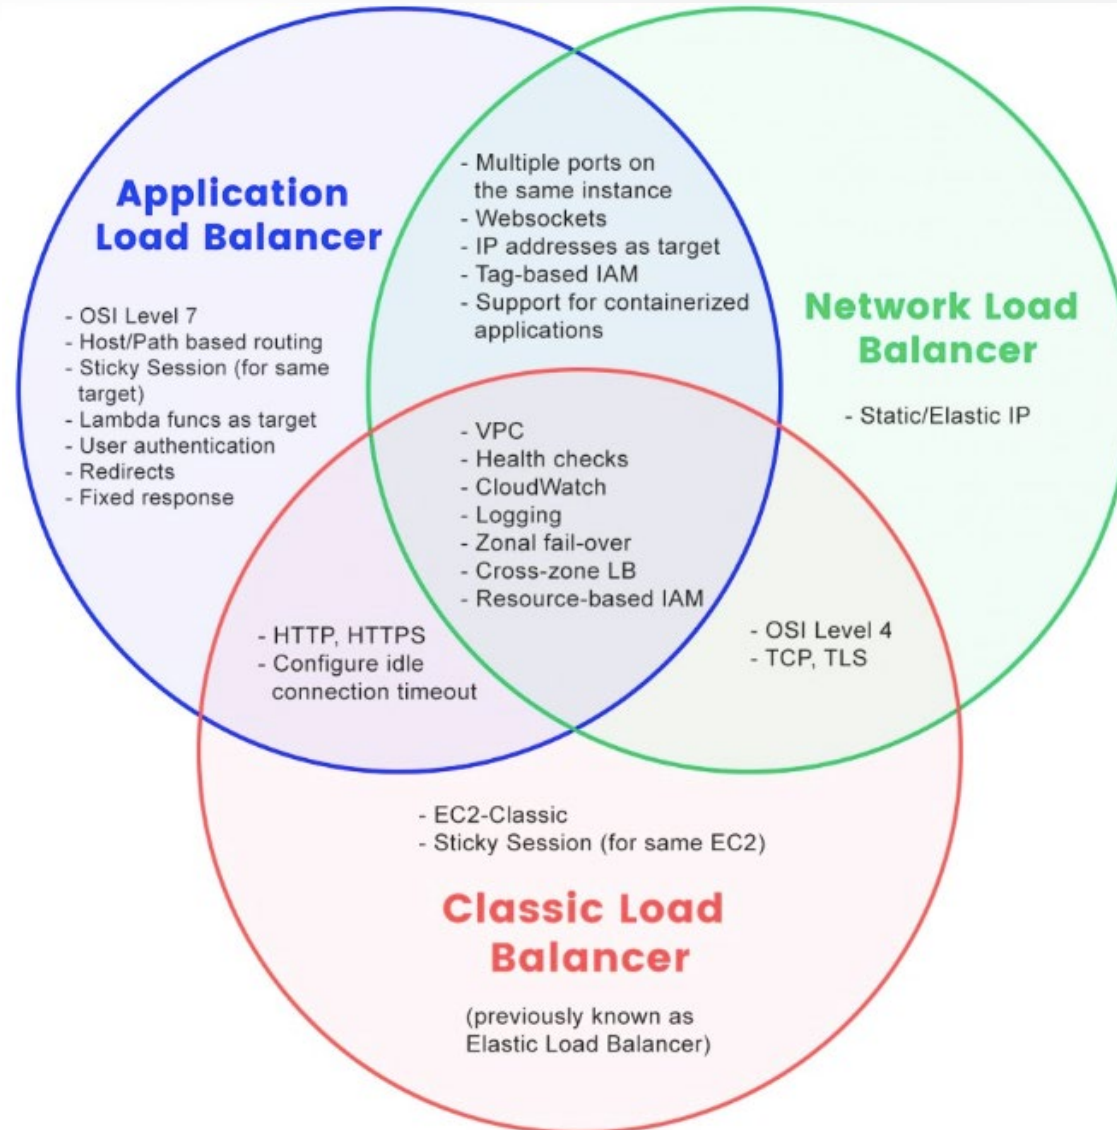 Application
Load Balancer
- OSI Level 7
- Host/Path based routing
- Sticky Session (for same
target)
- Lambda funcs as target
- User authentication
- Redirects
- Fixed response
- Multiple ports on
the same instance
- Websockets
- IP addresses as target
- Tag-based IAM
- Support for containerized
applications
Network Load
Balancer
- Static/Elastic IP
- VPC
- Health checks
- CloudWatch
- Logging
- Zonal fail-over
- Cross-zone LB
- Resource-based IAM
- HTTP, HTTPS
- Configure idle
connection timeout
- OSI Level 4
- TCP, TLS
- EC2-Classic
- Sticky Session (for same EC2)
Classic Load
Balancer
(previously known as
Elastic Load Balancer)